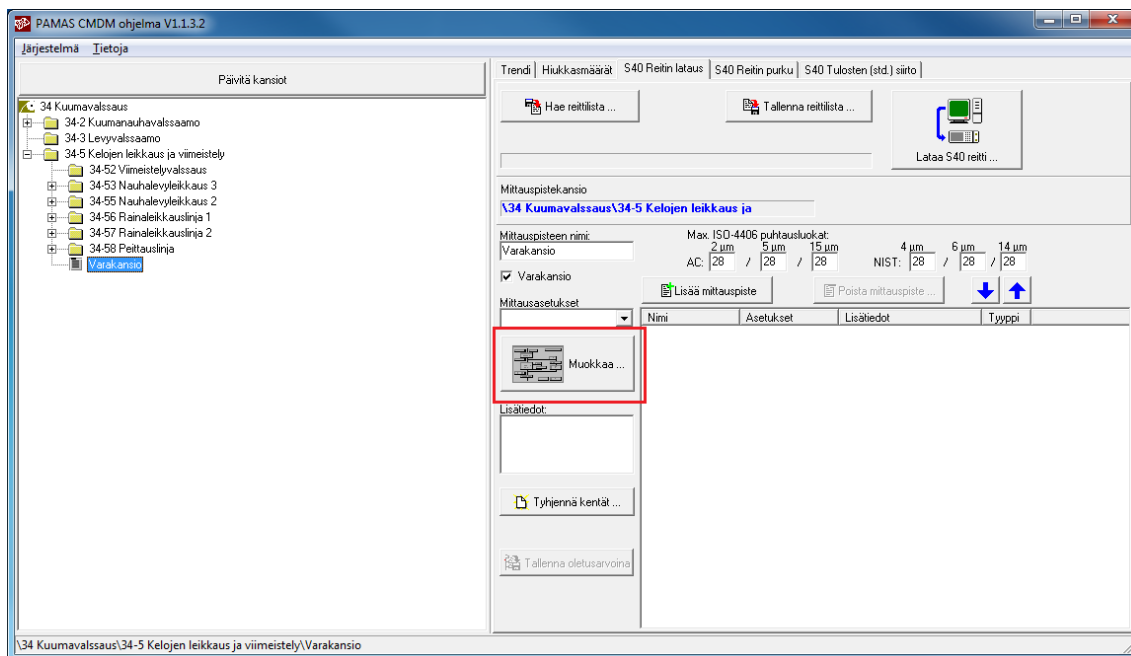 PAMAS CMDM ohjelma V1.1.3.2
Järjestelmä Tietoja
Päivitä kansiot
34 Kuumavalssaus
34-2 Kuumanauhavalssaamo
34-3 Levyvalssaamo
34-5 Kelojen leikkaus ja viimeistely
34-52 Viimeistelyvalssaus
34-53 Nauhalevyleikkaus 3
34-55 Nauhalevyleikkaus 2
34-56 Rainaleikkauslinja 1
34-57 Rainaleikkauslinja 2
34-58 Peittauslinja
Varakansio
Trendi Hiukkasmäärät S40 Reitin lataus S40 Reitin purku S40 Tulosten (std.) siirto
Hae reittilista ... Tallenna reittilista ...
Lataa S40 reitti ...
Mittauspistekansio
\34 Kuumavalssaus\34-5 Kelojen leikkaus ja
Mittauspisteen nimi: Max. ISO-4406 puhtausluokat:
2 µm 5 µm 15 µm 4 µm 6 µm 14 µm
Varakansio AC: 28 / 28 / 28 NIST: 28 / 28 / 28
Varakansio
Lisää mittauspiste Poista mittauspiste ...
Mittausasetukset
Nimi Asetukset Lisätiedot Tyyppi
Muokkaa ...
Lisätiedot:
Tyhjennä kentät ...
Tallenna oletusarvoina
\34 Kuumavalssaus\34-5 Kelojen leikkaus ja viimeistely\Varakansio